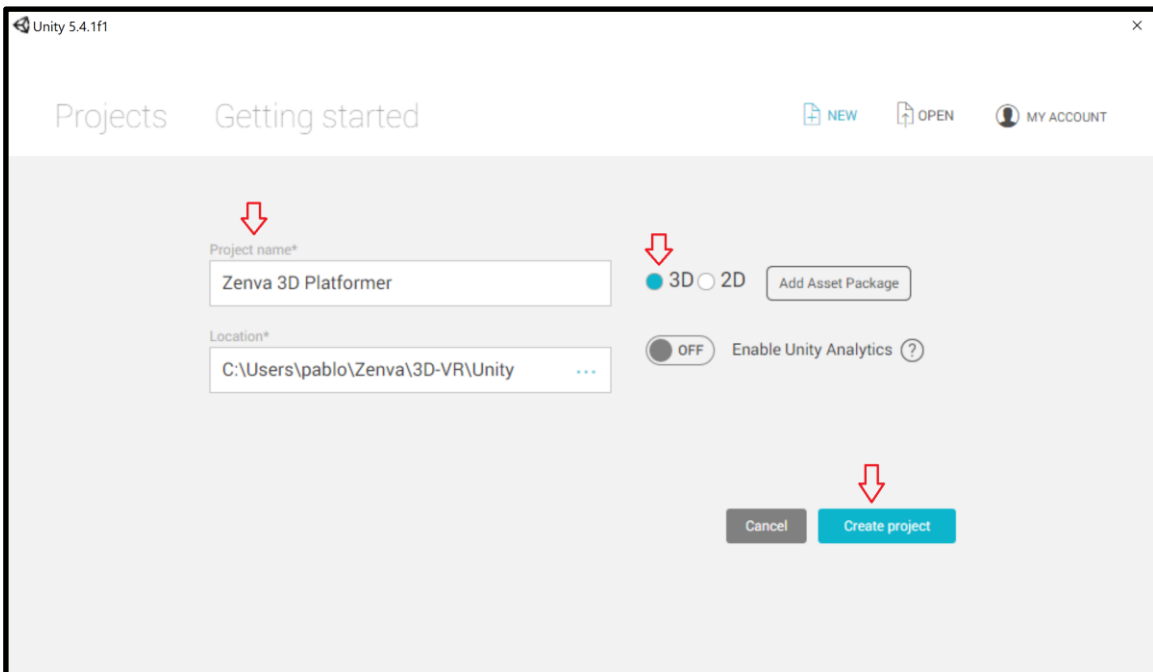 Unity 5.4.1f1
Projects Getting started NEW OPEN MY ACCOUNT
Project name*
Zenva 3D Platformer
3D 2D Add Asset Package
Location*
C:\Users\pablo\Zenva\3D-VR\Unity ...
OFF Enable Unity Analytics ?
Cancel Create project